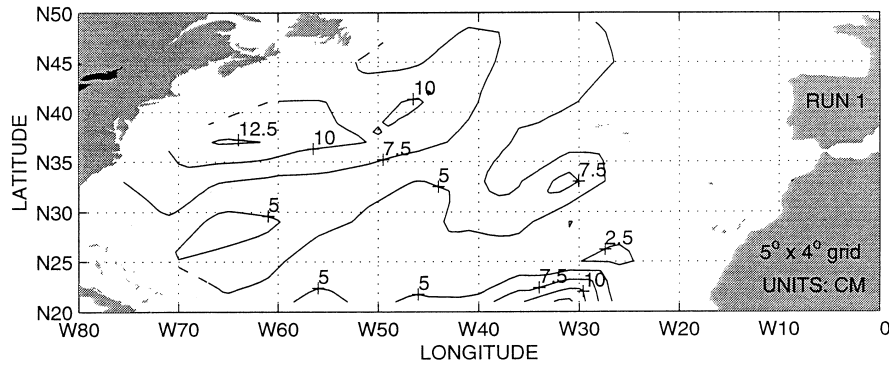 N50
N45
N40
N35
N30
N25
N20
LATITUDE
10
RUN 1
12.5
10
7.5
5
7.5
5
2.5
5° x 4° grid
5
5
7.5
10
UNITS: CM
W80 W70 W60 W50 W40 W30 W20 W10 0
LONGITUDE